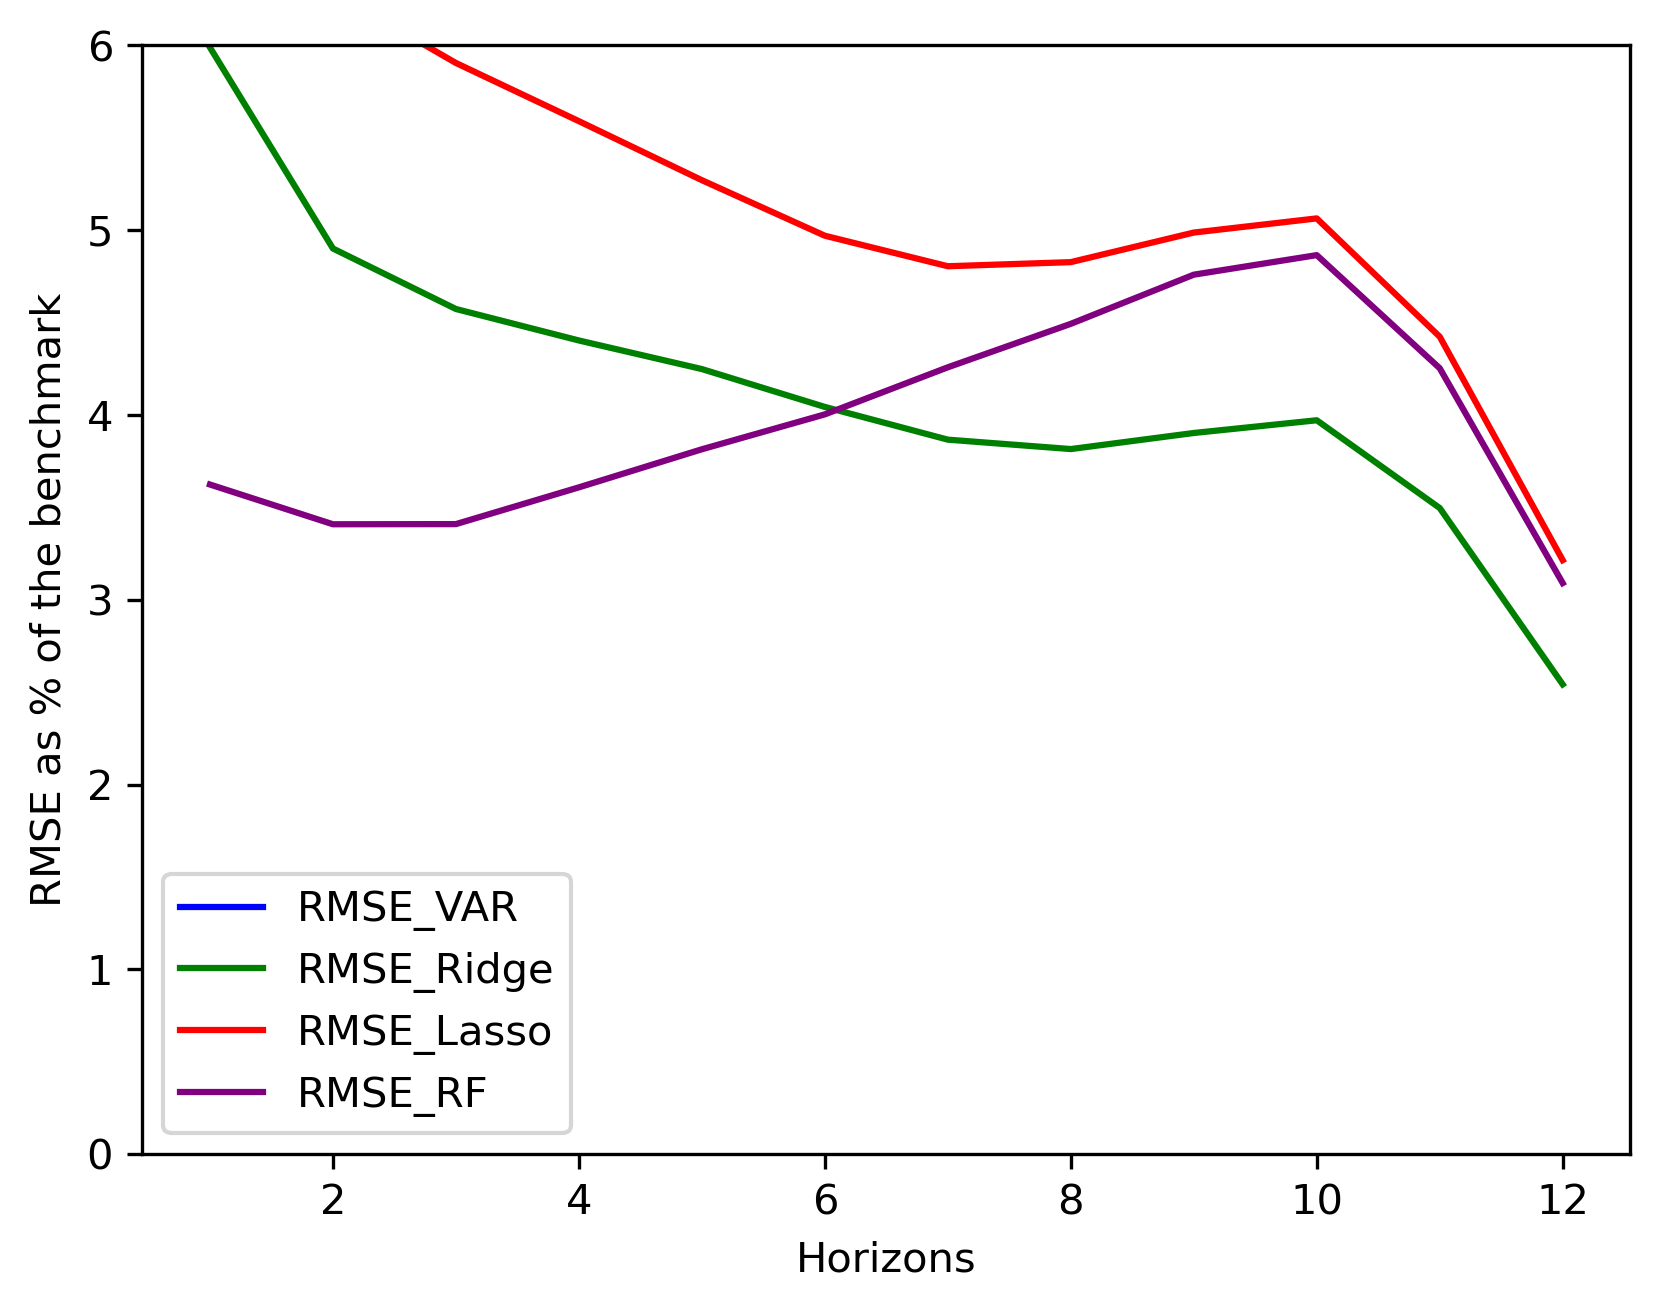 6
5
4
3
2
1
0
RMSE as % of the benchmark
RMSE_VAR
RMSE_Ridge
RMSE_Lasso
RMSE_RF
2 4 6 8 10 12
Horizons